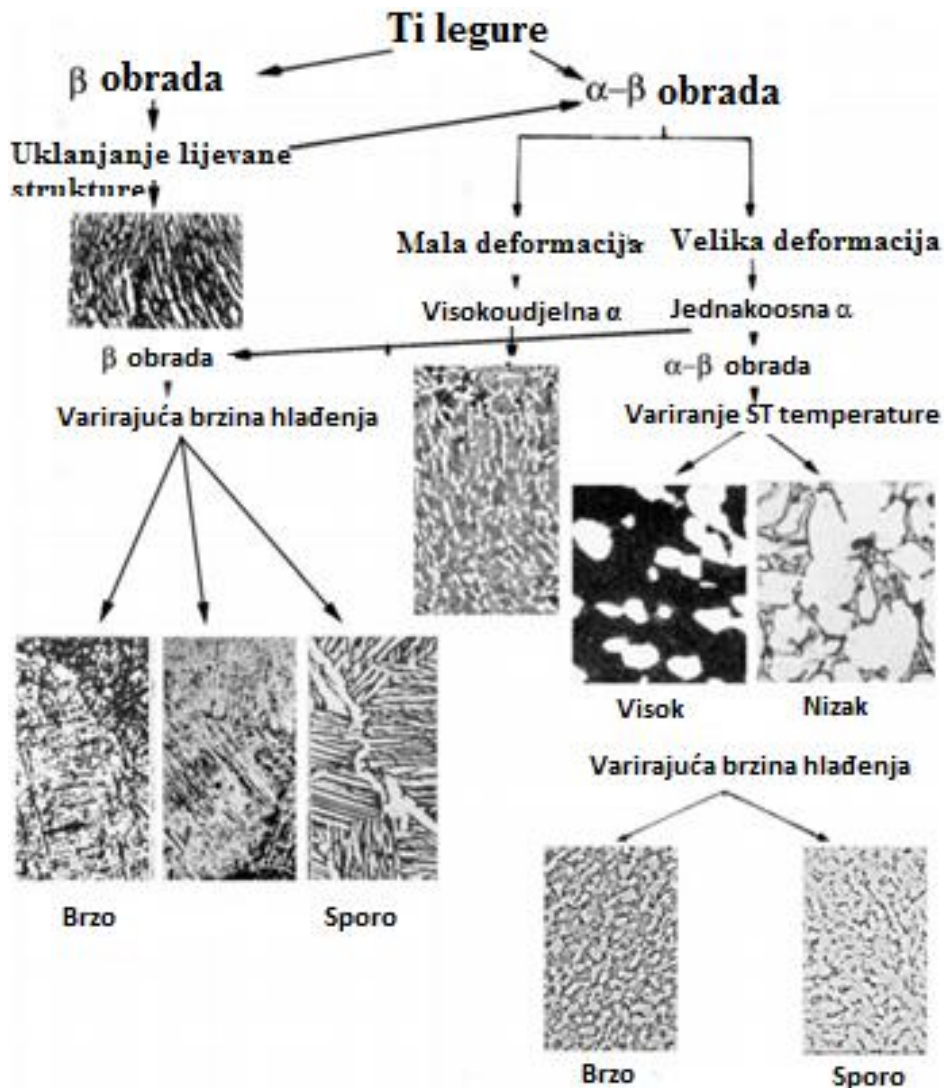 Ti legure
β obrada
α–β obrada
Uklanjanje lijevane
strukture
Mala deformacija
Velika deformacija
Visokoudjelna α
Jednakoosna α
β obrada
α–β obrada
Varirajuća brzina hlađenja
Variranje ST temperature
Visok
Nizak
Varirajuća brzina hlađenja
Brzo
Sporo
Brzo
Sporo